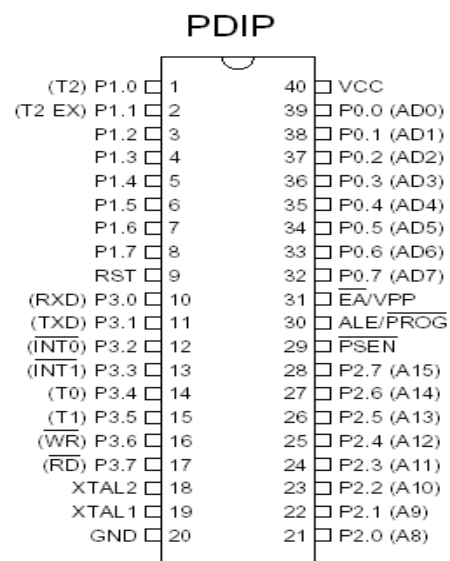 PDIP
(T2) P1.0 1 40 VCC
(T2 EX) P1.1 2 39 P0.0 (AD0)
P1.2 3 38 P0.1 (AD1)
P1.3 4 37 P0.2 (AD2)
P1.4 5 36 P0.3 (AD3)
P1.5 6 35 P0.4 (AD4)
P1.6 7 34 P0.5 (AD5)
P1.7 8 33 P0.6 (AD6)
RST 9 32 P0.7 (AD7)
(RXD) P3.0 10 31 E̅A̅/VPP
(TXD) P3.1 11 30 ALE/P̅R̅O̅G̅
(I̅N̅T̅0̅) P3.2 12 29 P̅S̅E̅N̅
(I̅N̅T̅1̅) P3.3 13 28 P2.7 (A15)
(T0) P3.4 14 27 P2.6 (A14)
(T1) P3.5 15 26 P2.5 (A13)
(W̅R̅) P3.6 16 25 P2.4 (A12)
(R̅D̅) P3.7 17 24 P2.3 (A11)
XTAL2 18 23 P2.2 (A10)
XTAL1 19 22 P2.1 (A9)
GND 20 21 P2.0 (A8)